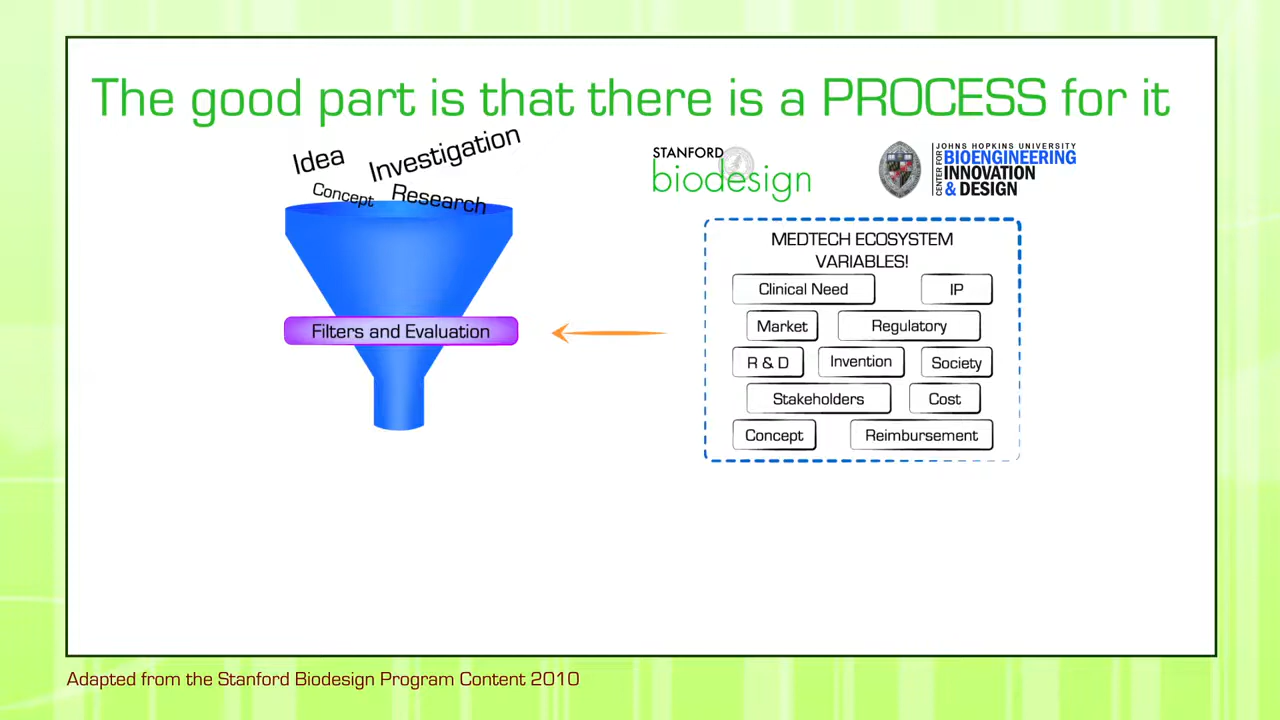 The good part is that there is a PROCESS for it
Idea
Investigation
Concept
Research
Filters and Evaluation
STANFORD
biodesign
JOHNS HOPKINS UNIVERSITY
CENTER FOR
BIOENGINEERING
INNOVATION
& DESIGN
MEDTECH ECOSYSTEM
VARIABLES!
Clinical Need
IP
Market
Regulatory
R & D
Invention
Society
Stakeholders
Cost
Concept
Reimbursement
Adapted from the Stanford Biodesign Program Content 2010